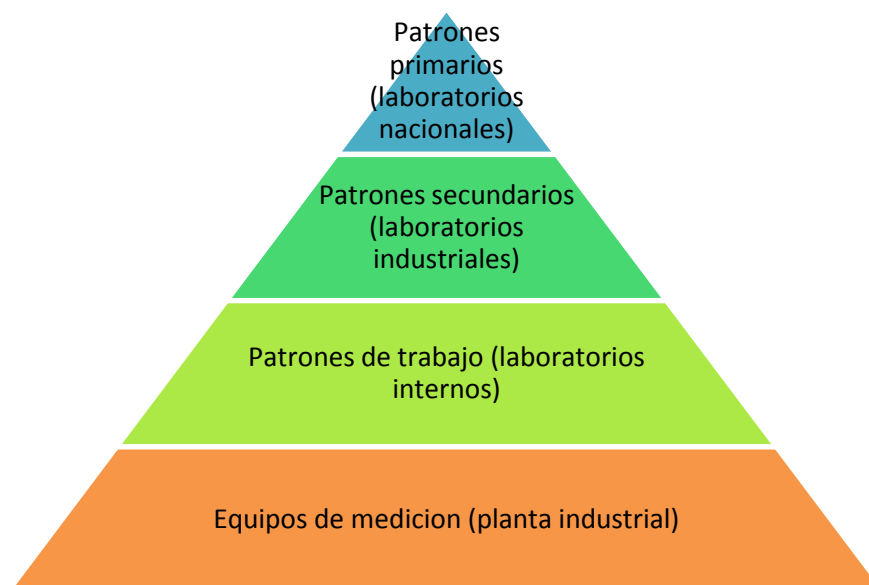 Patrones
primarios
(laboratorios
nacionales)
Patrones secundarios
(laboratorios
industriales)
Patrones de trabajo (laboratorios
internos)
Equipos de medicion (planta industrial)